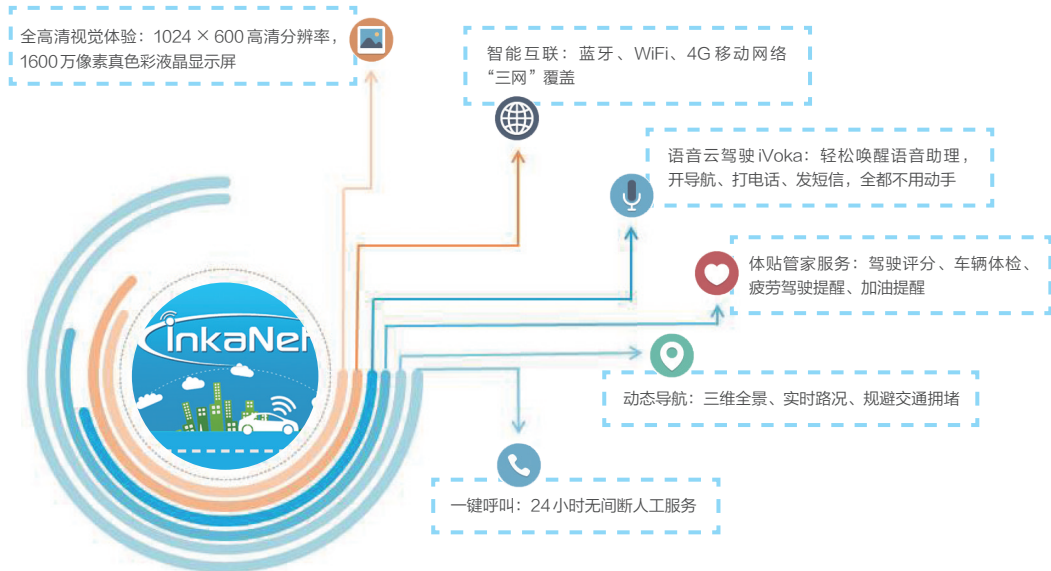 全高清视觉体验：1024 × 600 高清分辨率，
1600 万像素真色彩液晶显示屏
智能互联：蓝牙、WiFi、4G 移动网络
“三网”覆盖
语音云驾驶 iVoka：轻松唤醒语音助理，
开导航、打电话、发短信，全都不用动手
体贴管家服务：驾驶评分、车辆体检、
疲劳驾驶提醒、加油提醒
inkaNet
动态导航：三维全景、实时路况、规避交通拥堵
一键呼叫：24 小时无间断人工服务